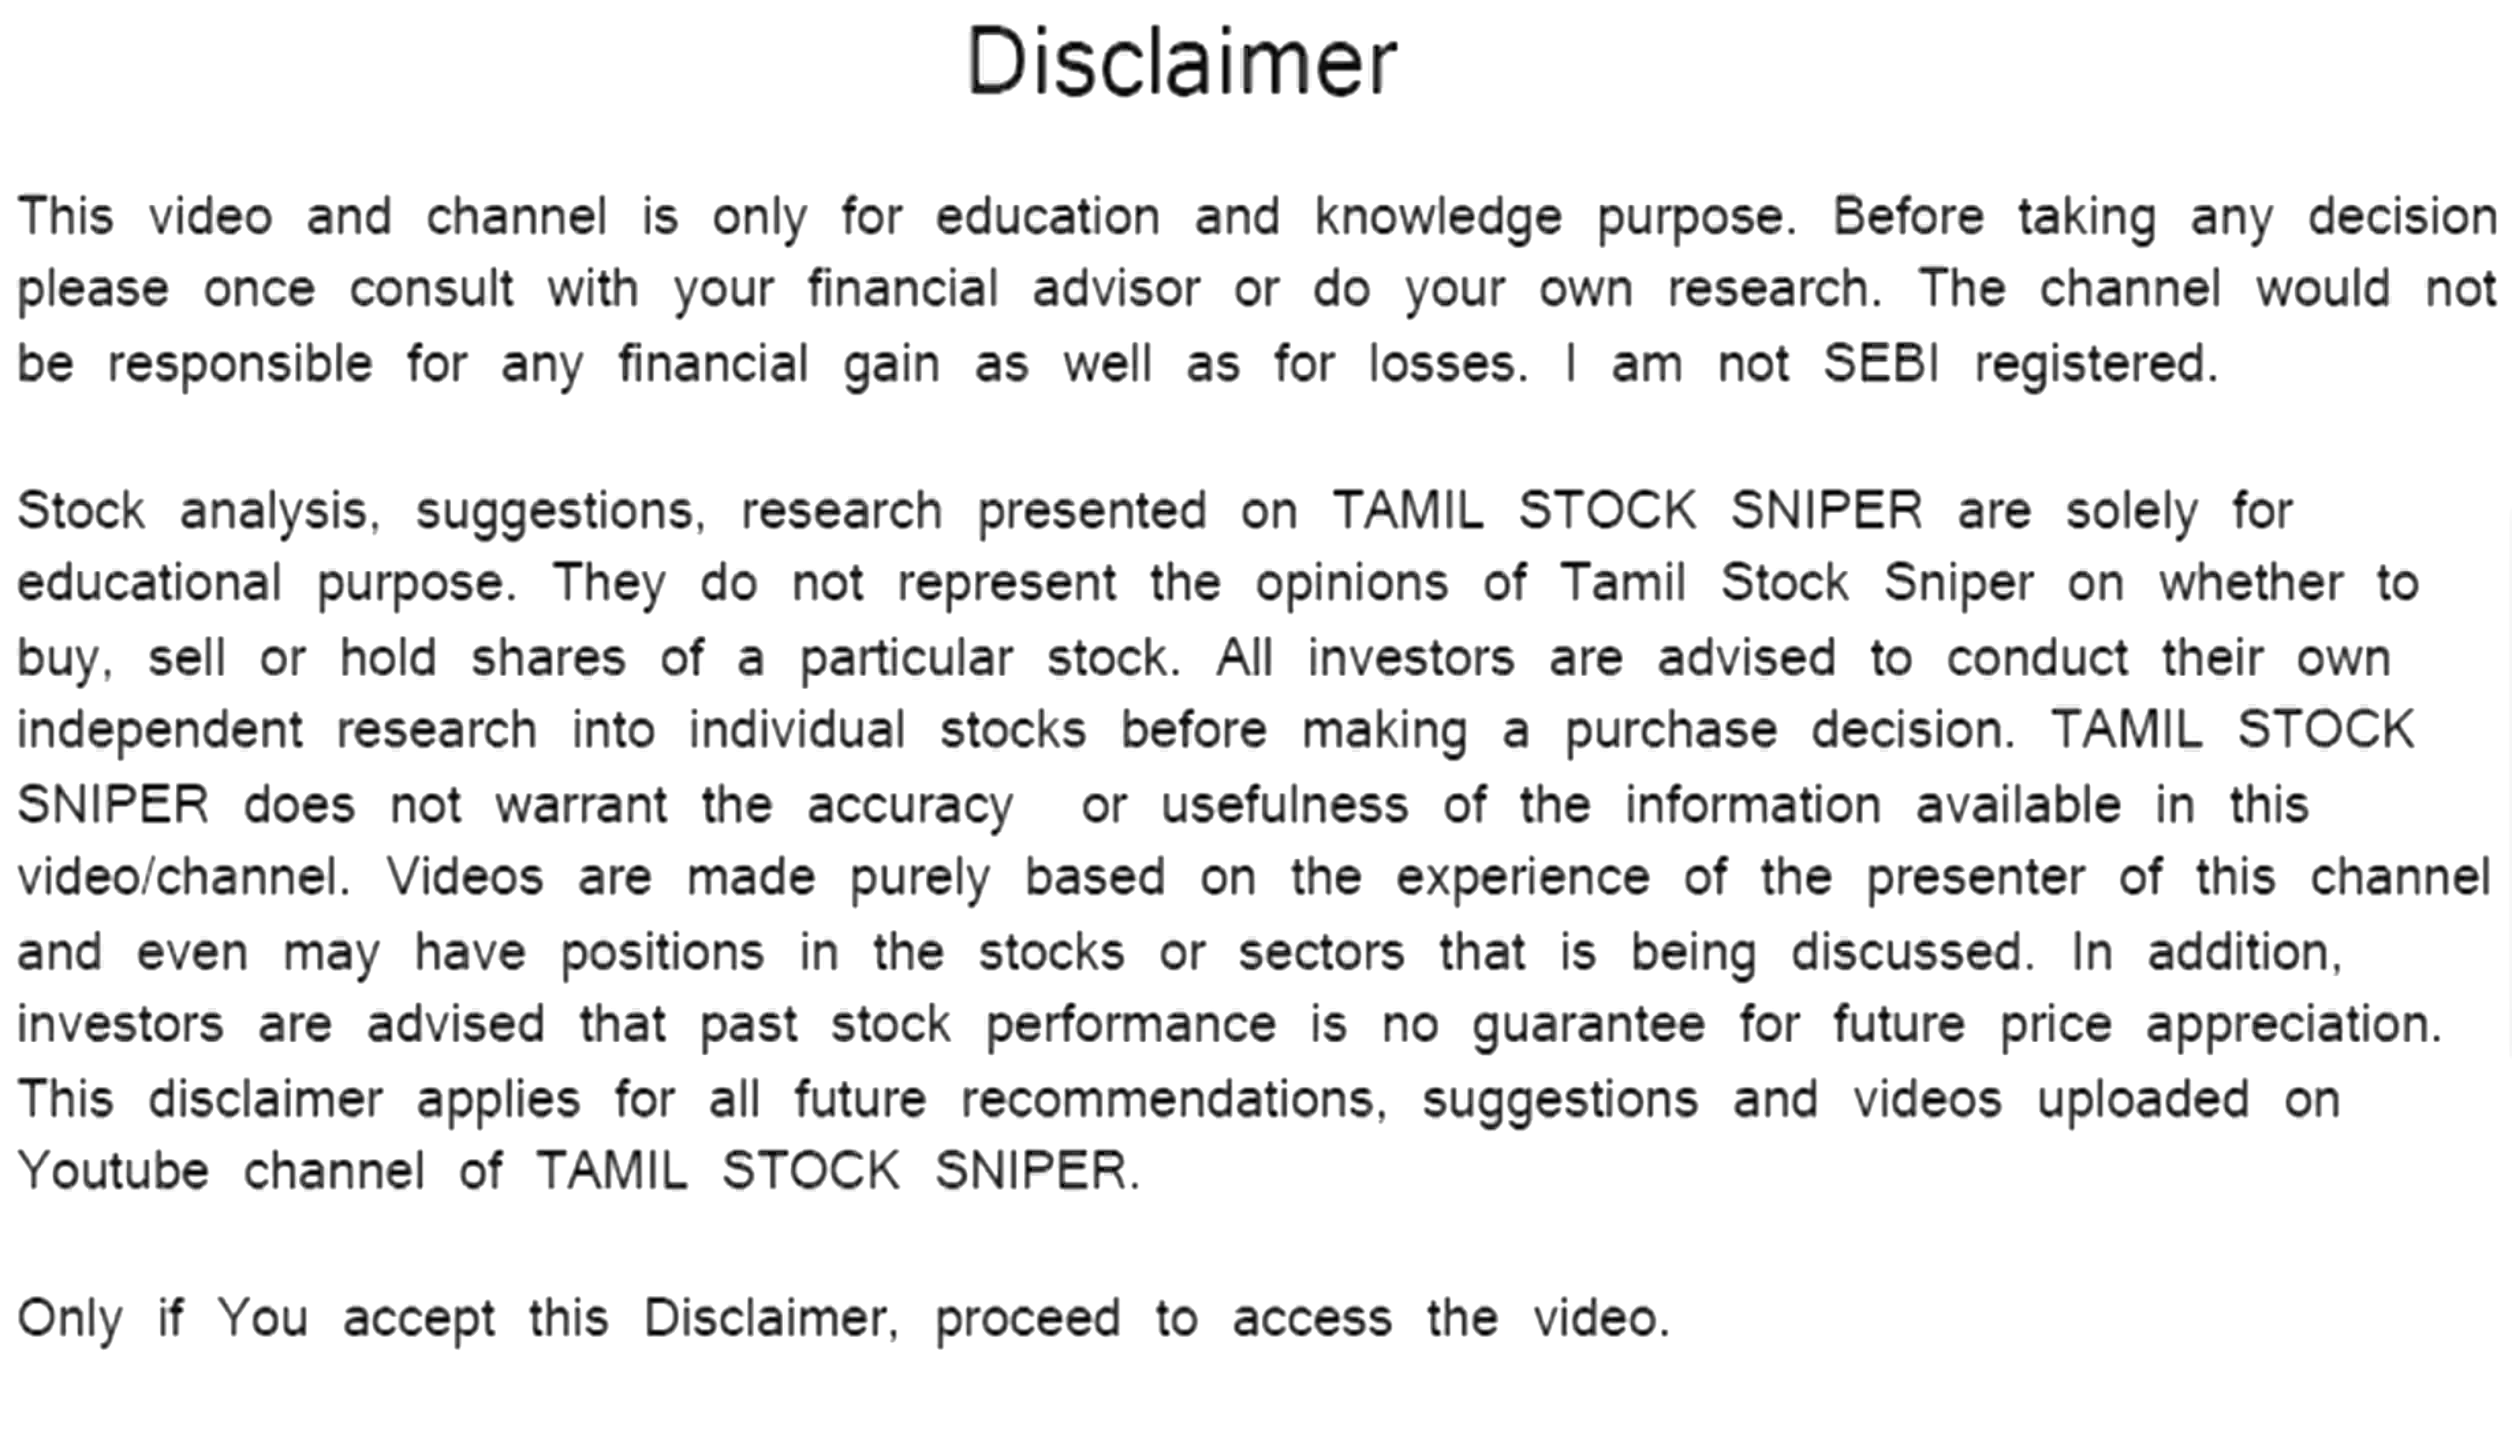 Disclaimer
This video and channel is only for education and knowledge purpose. Before taking any decision
please once consult with your financial advisor or do your own research. The channel would not
be responsible for any financial gain as well as for losses. I am not SEBI registered.
Stock analysis, suggestions, research presented on TAMIL STOCK SNIPER are solely for
educational purpose. They do not represent the opinions of Tamil Stock Sniper on whether to
buy, sell or hold shares of a particular stock. All investors are advised to conduct their own
independent research into individual stocks before making a purchase decision. TAMIL STOCK
SNIPER does not warrant the accuracy or usefulness of the information available in this
video/channel. Videos are made purely based on the experience of the presenter of this channel
and even may have positions in the stocks or sectors that is being discussed. In addition,
investors are advised that past stock performance is no guarantee for future price appreciation.
This disclaimer applies for all future recommendations, suggestions and videos uploaded on
Youtube channel of TAMIL STOCK SNIPER.
Only if You accept this Disclaimer, proceed to access the video.